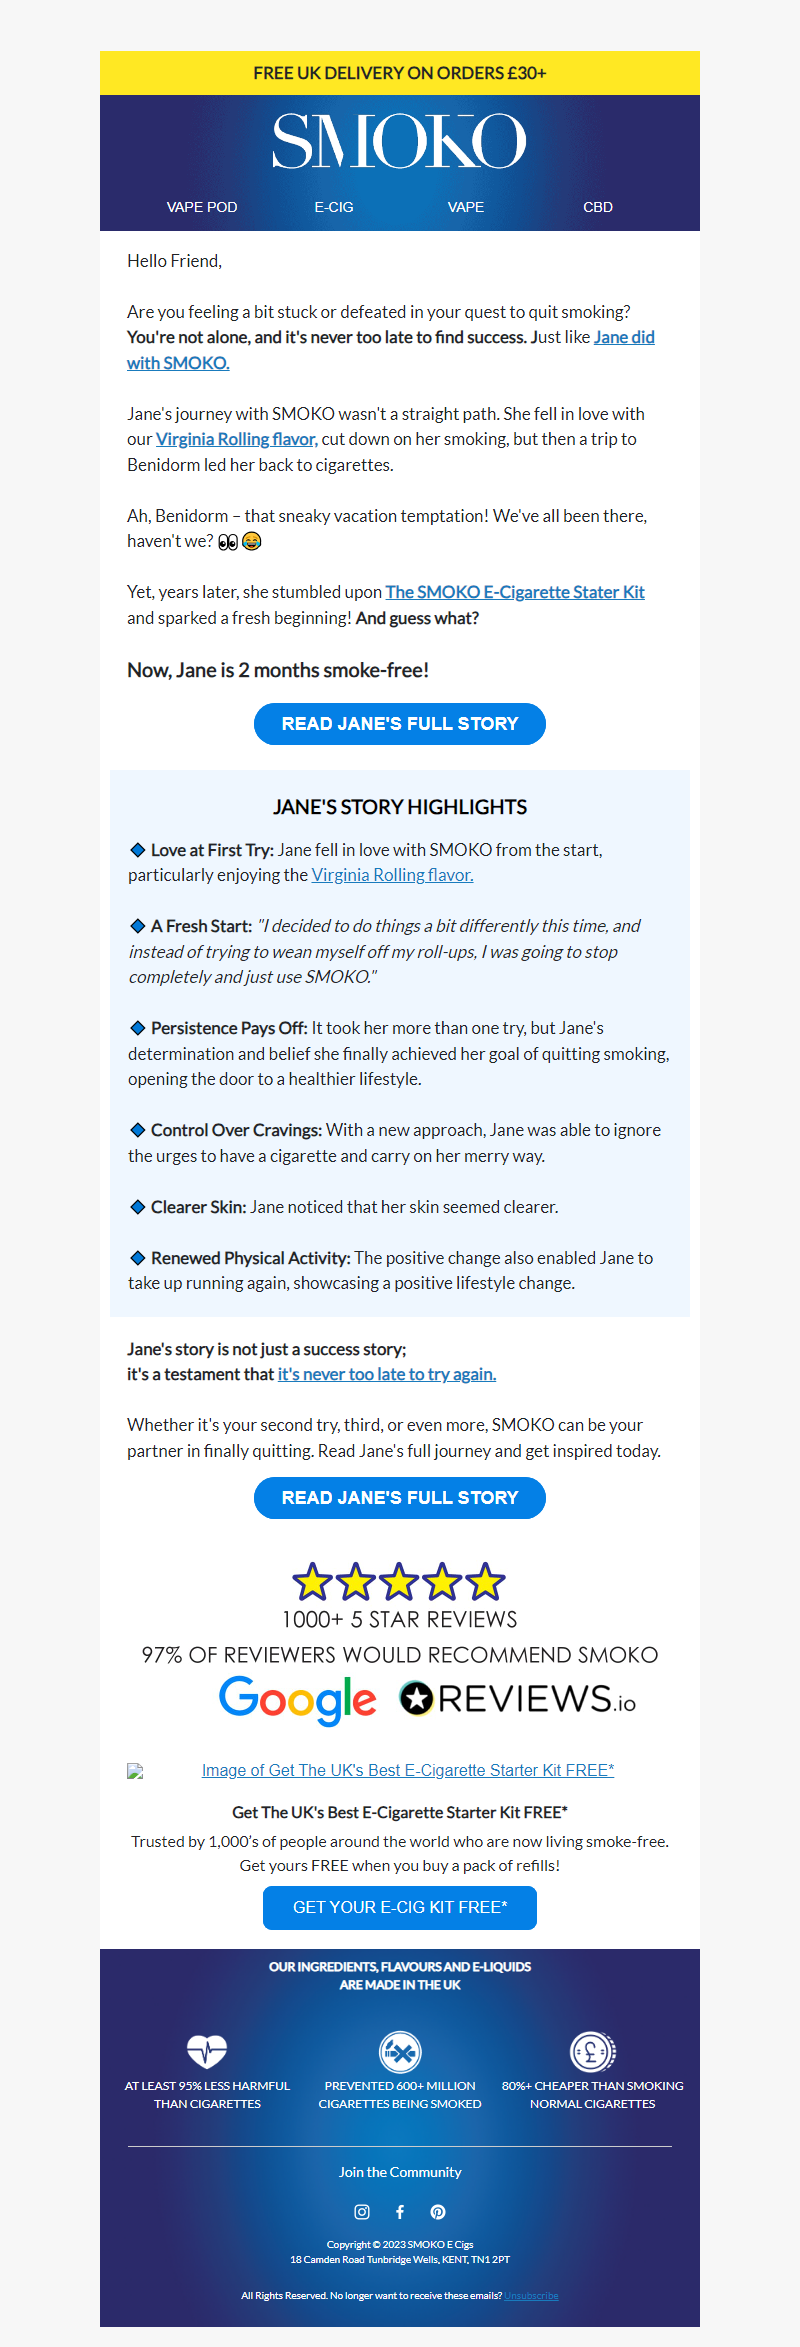 FREE UK DELIVERY ON ORDERS £30+
SMOKO
VAPE POD E-CIG VAPE CBD
Hello Friend,
Are you feeling a bit stuck or defeated in your quest to quit smoking?
You're not alone, and it's never too late to find success. Just like Jane did
with SMOKO.
Jane's journey with SMOKO wasn't a straight path. She fell in love with
our Virginia Rolling flavor, cut down on her smoking, but then a trip to
Benidorm led her back to cigarettes.
Ah, Benidorm – that sneaky vacation temptation! We've all been there,
haven't we? 👀😂
Yet, years later, she stumbled upon The SMOKO E-Cigarette Stater Kit
and sparked a fresh beginning! And guess what?
Now, Jane is 2 months smoke-free!
READ JANE'S FULL STORY
JANE'S STORY HIGHLIGHTS
🔹 Love at First Try: Jane fell in love with SMOKO from the start,
particularly enjoying the Virginia Rolling flavor.
🔹 A Fresh Start: "I decided to do things a bit differently this time, and
instead of trying to wean myself off my roll-ups, I was going to stop
completely and just use SMOKO."
🔹 Persistence Pays Off: It took her more than one try, but Jane's
determination and belief she finally achieved her goal of quitting smoking,
opening the door to a healthier lifestyle.
🔹 Control Over Cravings: With a new approach, Jane was able to ignore
the urges to have a cigarette and carry on her merry way.
🔹 Clearer Skin: Jane noticed that her skin seemed clearer.
🔹 Renewed Physical Activity: The positive change also enabled Jane to
take up running again, showcasing a positive lifestyle change.
Jane's story is not just a success story;
it's a testament that it's never too late to try again.
Whether it's your second try, third, or even more, SMOKO can be your
partner in finally quitting. Read Jane's full journey and get inspired today.
READ JANE'S FULL STORY
1000+ 5 STAR REVIEWS
97% OF REVIEWERS WOULD RECOMMEND SMOKO
Google REVIEWS.io
Image of Get The UK's Best E-Cigarette Starter Kit FREE*
Get The UK's Best E-Cigarette Starter Kit FREE*
Trusted by 1,000's of people around the world who are now living smoke-free.
Get yours FREE when you buy a pack of refills!
GET YOUR E-CIG KIT FREE*
OUR INGREDIENTS, FLAVOURS AND E-LIQUIDS
ARE MADE IN THE UK
AT LEAST 95% LESS HARMFUL
THAN CIGARETTES
PREVENTED 600+ MILLION
CIGARETTES BEING SMOKED
80%+ CHEAPER THAN SMOKING
NORMAL CIGARETTES
Join the Community
Copyright © 2023 SMOKO E Cigs
18 Camden Road Tunbridge Wells, KENT, TN1 2PT
All Rights Reserved. No longer want to receive these emails? Unsubscribe